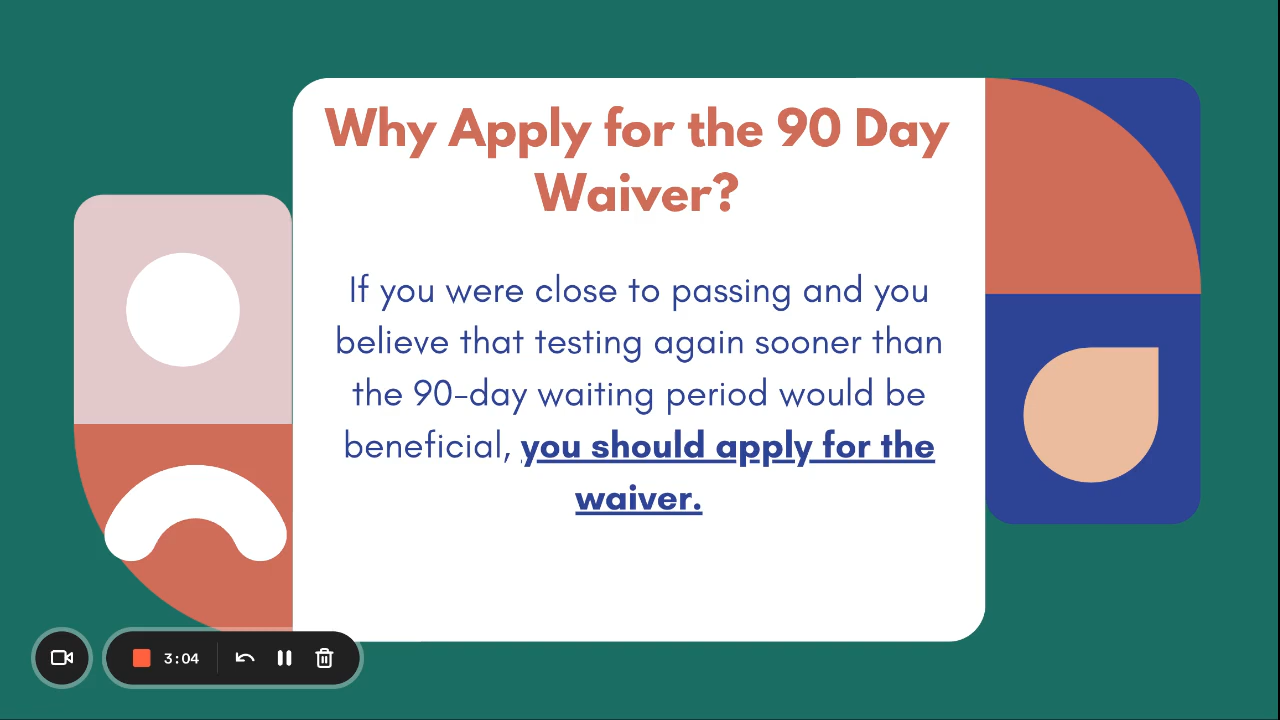 Why Apply for the 90 Day
Waiver?
If you were close to passing and you
believe that testing again sooner than
the 90-day waiting period would be
beneficial, you should apply for the
waiver.
3:04